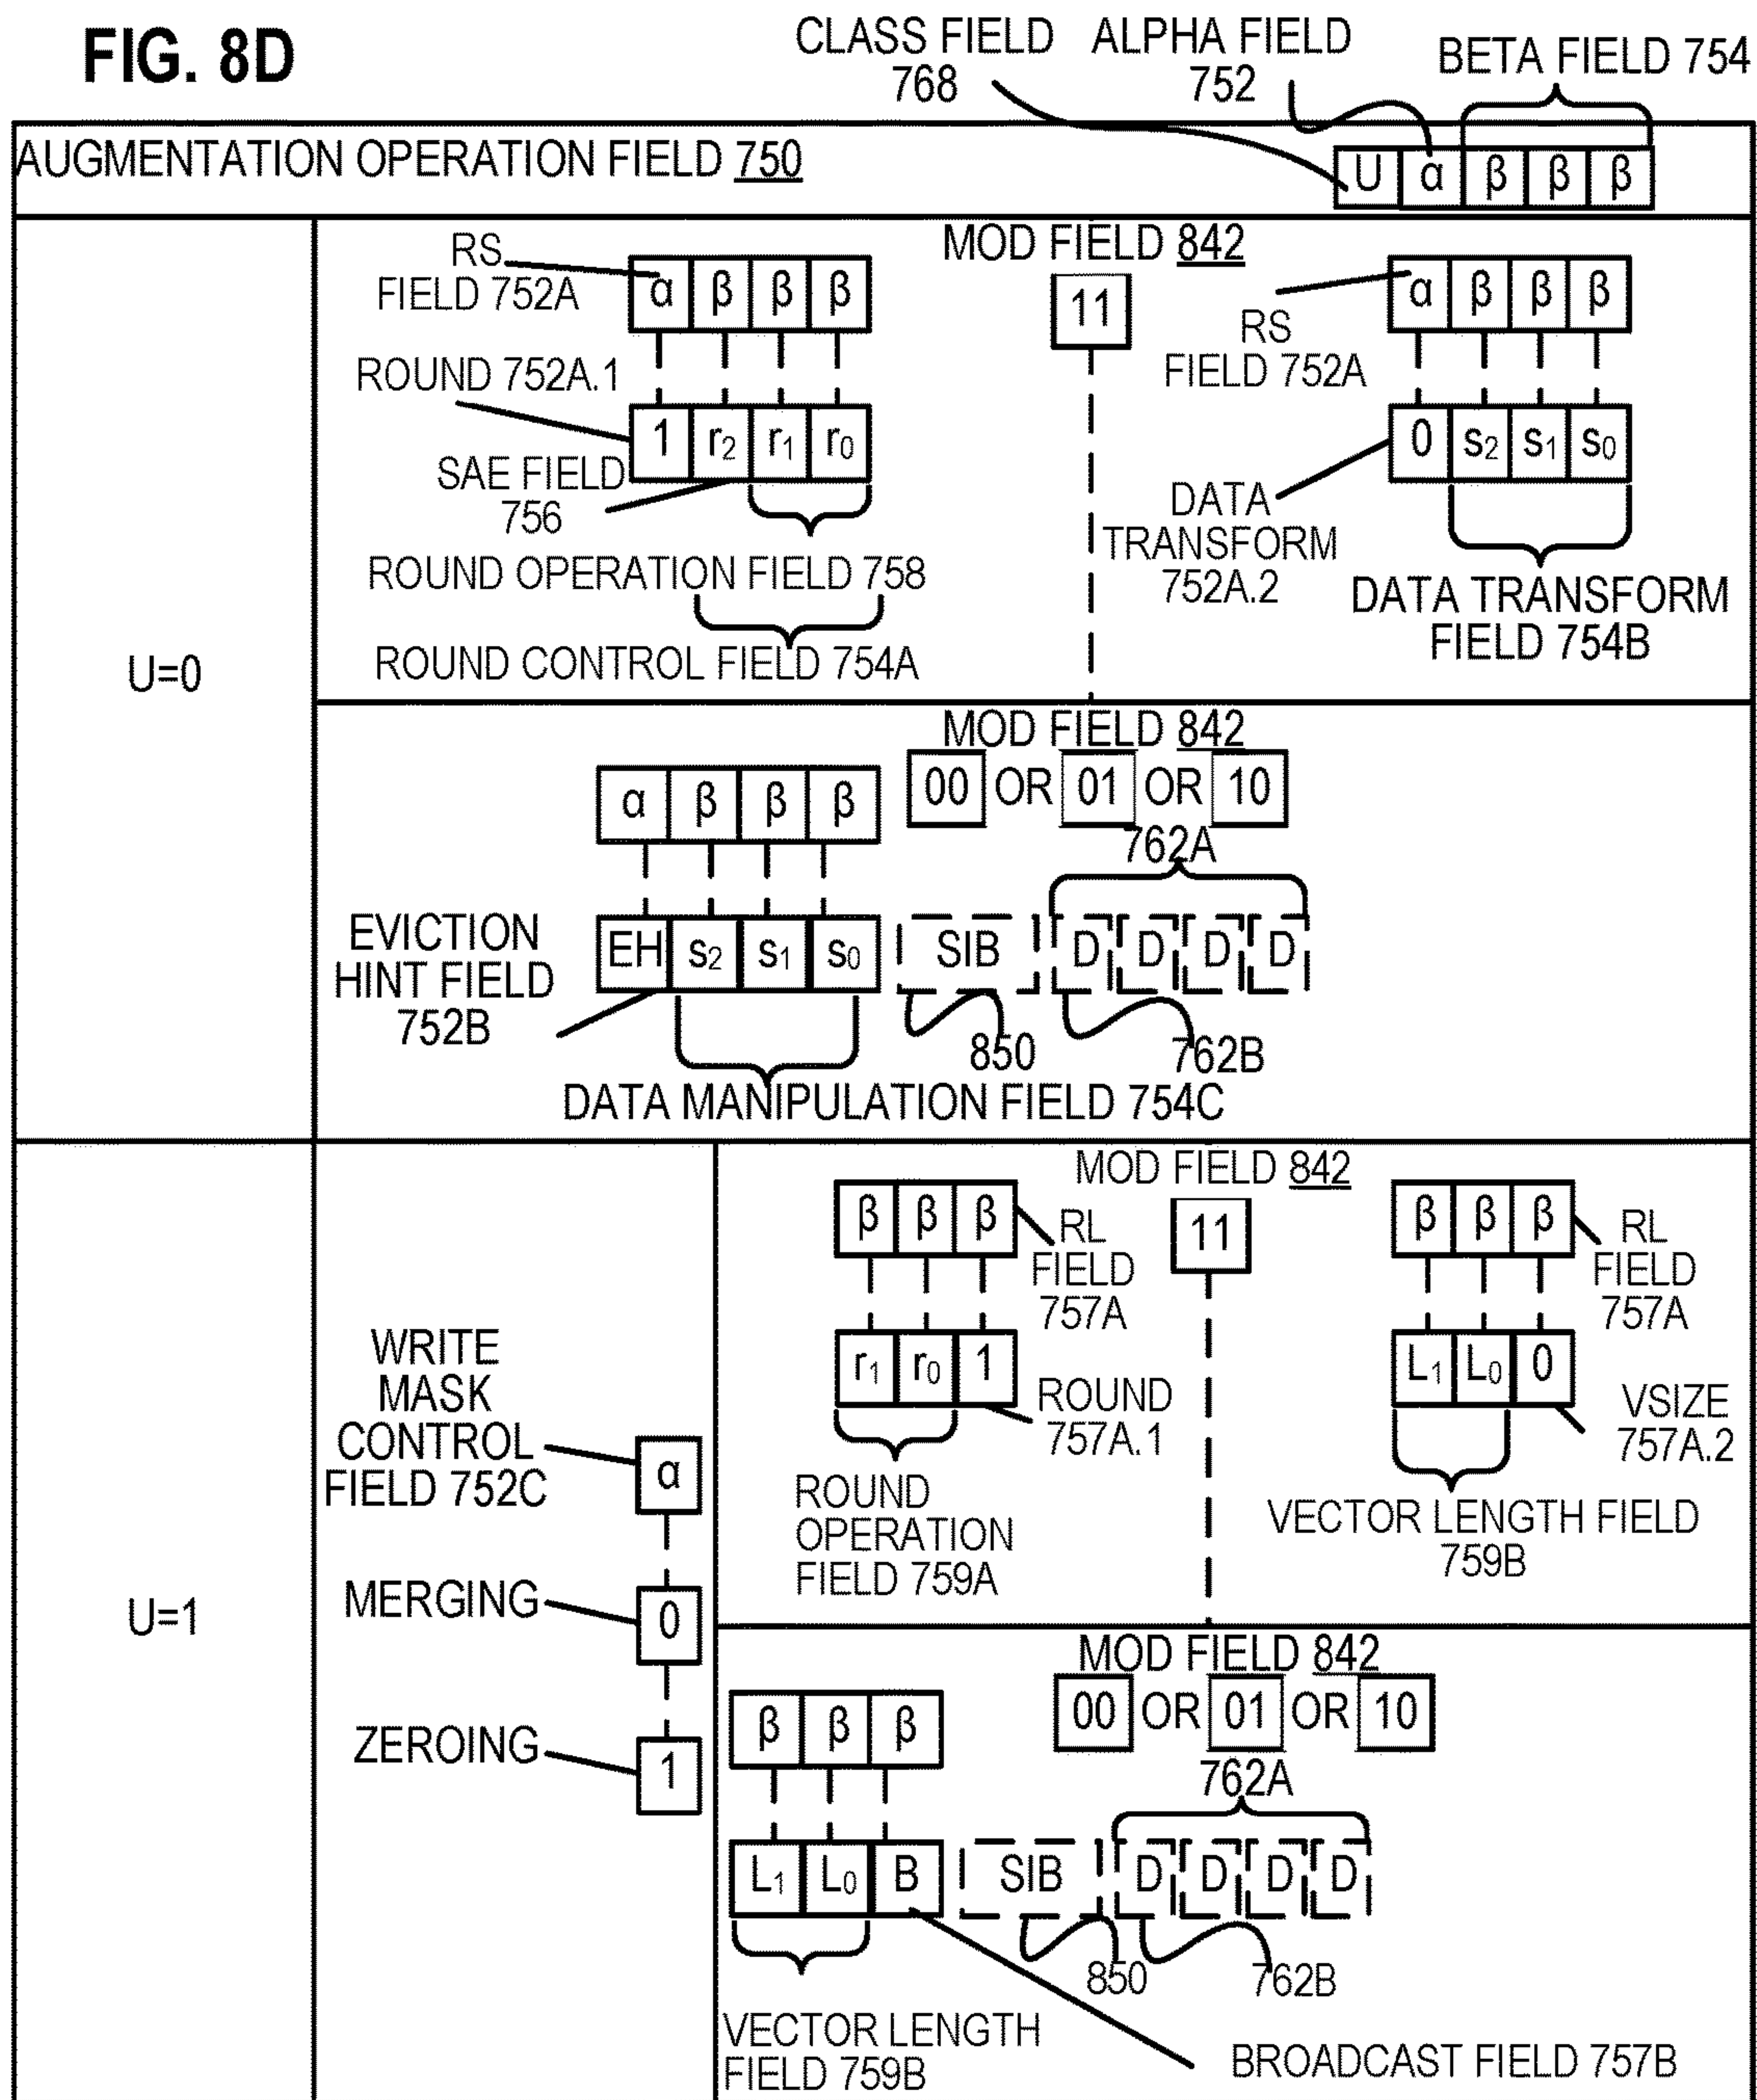 FIG. 8D
CLASS FIELD
768
ALPHA FIELD
752
BETA FIELD 754
AUGMENTATION OPERATION FIELD 750
U α β β β
U=0
MOD FIELD 842
11
RS
FIELD 752A
α β β β
ROUND 752A.1
1 r2 r1 r0
SAE FIELD
756
ROUND OPERATION FIELD 758
ROUND CONTROL FIELD 754A
α β β β
RS
FIELD 752A
0 s2 s1 s0
DATA
TRANSFORM
752A.2
DATA TRANSFORM
FIELD 754B
MOD FIELD 842
00 OR 01 OR 10
α β β β
762A
EVICTION
HINT FIELD
752B
EH s2 s1 s0 SIB D D D D
850
762B
DATA MANIPULATION FIELD 754C
U=1
WRITE
MASK
CONTROL
FIELD 752C
α
MERGING
0
ZEROING
1
MOD FIELD 842
11
β β β
RL
FIELD
757A
r1 r0 1
ROUND
757A.1
ROUND
OPERATION
FIELD 759A
β β β
RL
FIELD
757A
L1 L0 0
VSIZE
757A.2
VECTOR LENGTH FIELD
759B
MOD FIELD 842
00 OR 01 OR 10
β β β
762A
L1 L0 B SIB D D D D
850
762B
VECTOR LENGTH
FIELD 759B
BROADCAST FIELD 757B